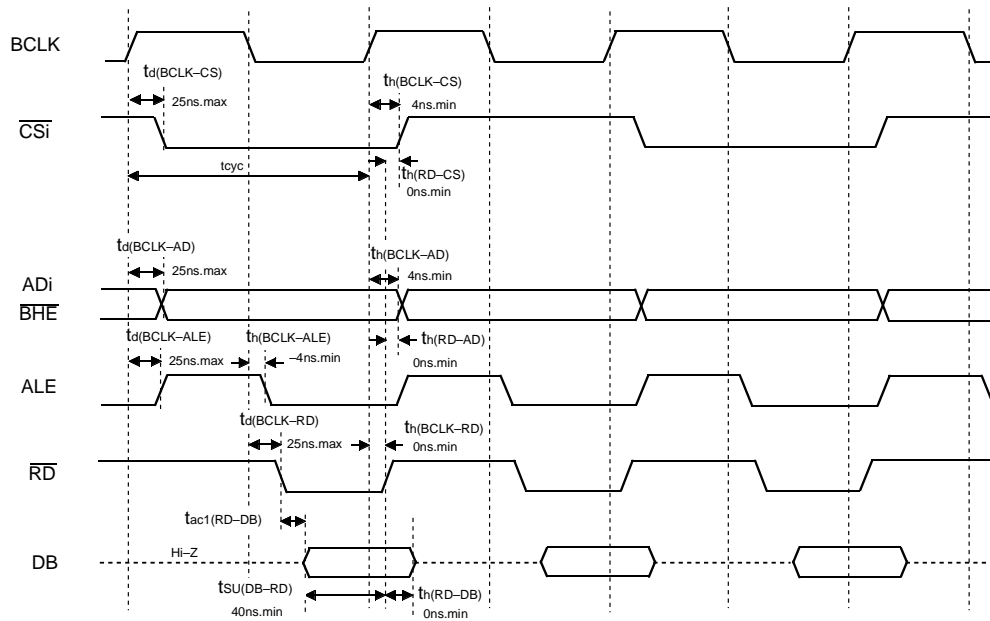 BCLK
td(BCLK–CS)
25ns.max
th(BCLK–CS)
4ns.min
CSi
tcyc
th(RD–CS)
0ns.min
td(BCLK–AD)
25ns.max
th(BCLK–AD)
4ns.min
ADi
BHE
td(BCLK–ALE)
25ns.max
th(BCLK–ALE)
–4ns.min
th(RD–AD)
0ns.min
ALE
td(BCLK–RD)
25ns.max
th(BCLK–RD)
0ns.min
RD
tac1(RD–DB)
Hi–Z
DB
tSU(DB–RD)
40ns.min
th(RD–DB)
0ns.min